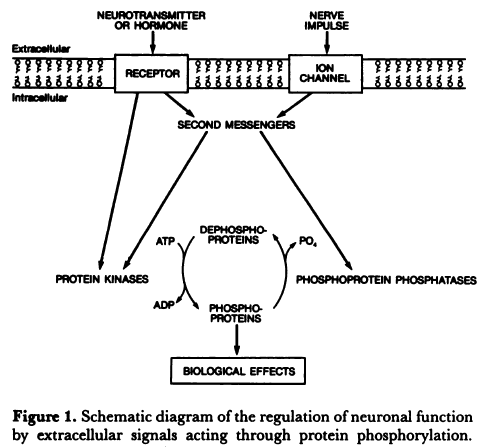 NEUROTRANSMITTER
OR HORMONE
NERVE
IMPULSE
Extracellular
RECEPTOR
ION
CHANNEL
Intracellular
SECOND MESSENGERS
DEPHOSPHO-
PROTEINS
ATP
PO4
PROTEIN KINASES
PHOSPHOPROTEIN PHOSPHATASES
ADP
PHOSPHO-
PROTEINS
BIOLOGICAL EFFECTS
Figure 1. Schematic diagram of the regulation of neuronal function
by extracellular signals acting through protein phosphorylation.